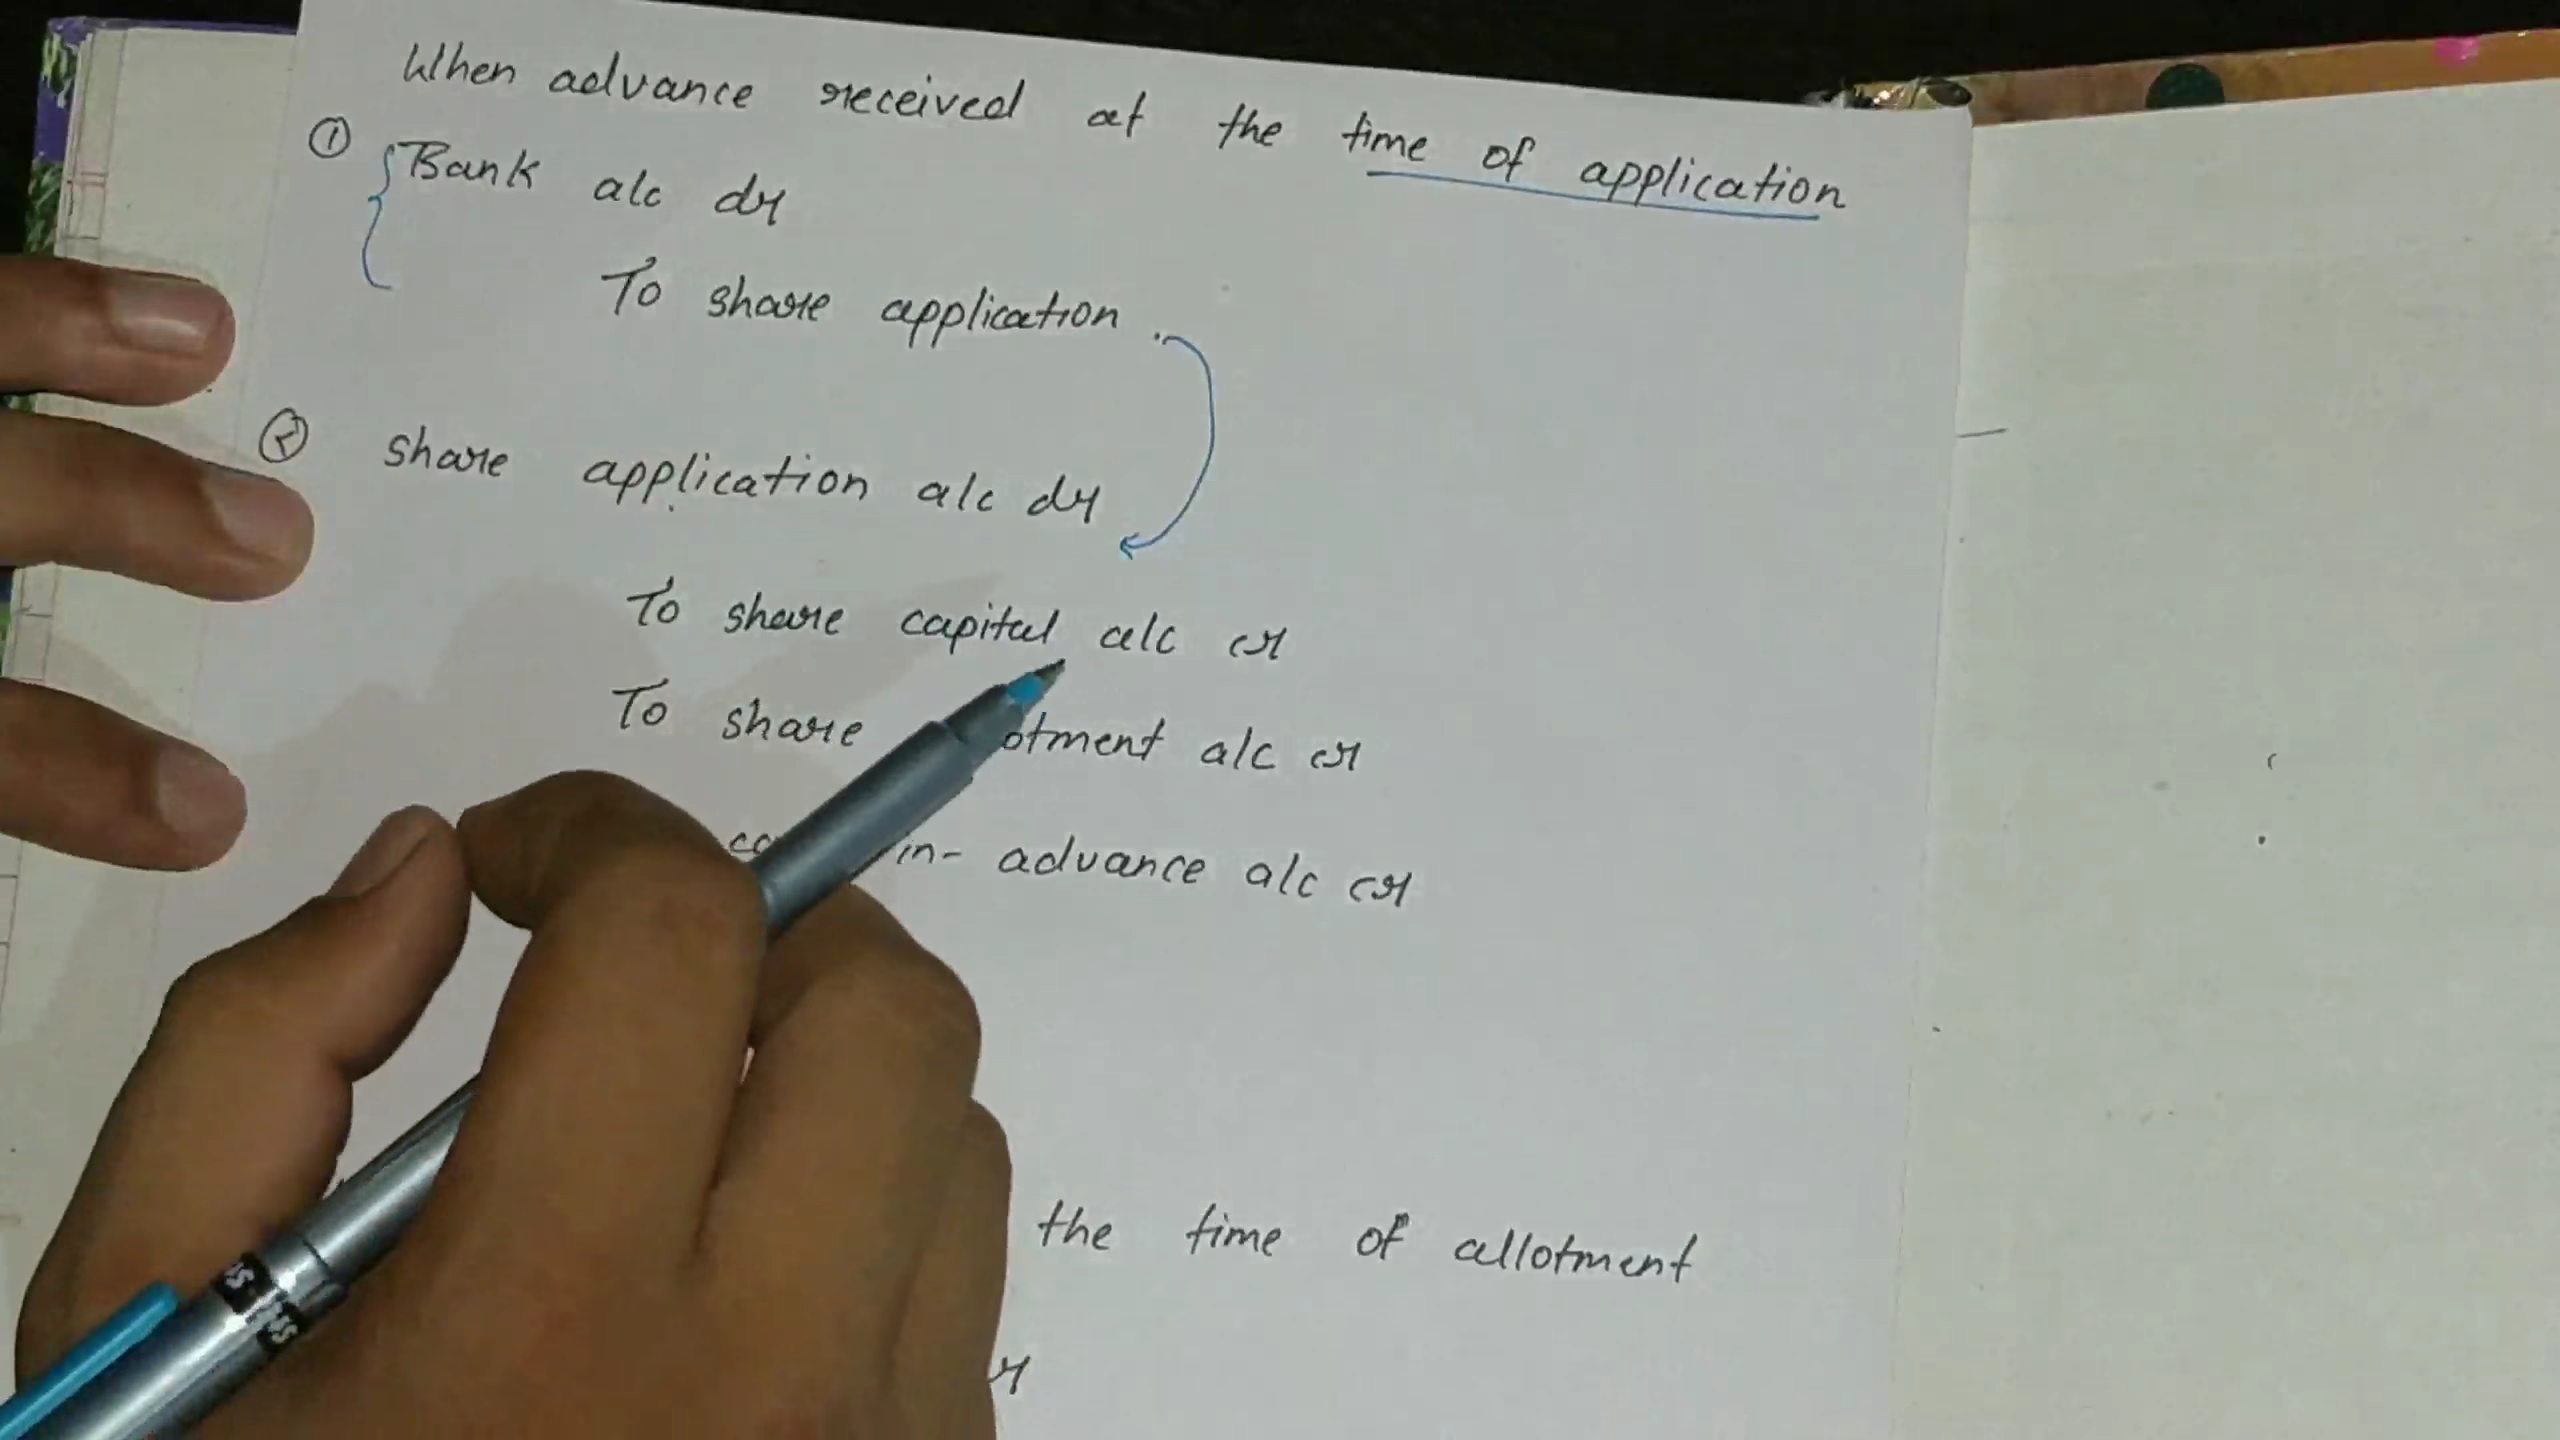 When advance received at the time of application
① Bank a/c dr
To share application
② share application a/c dr
To share capital a/c cr
To share a/c cr
in- advance a/c cr
the time of allotment